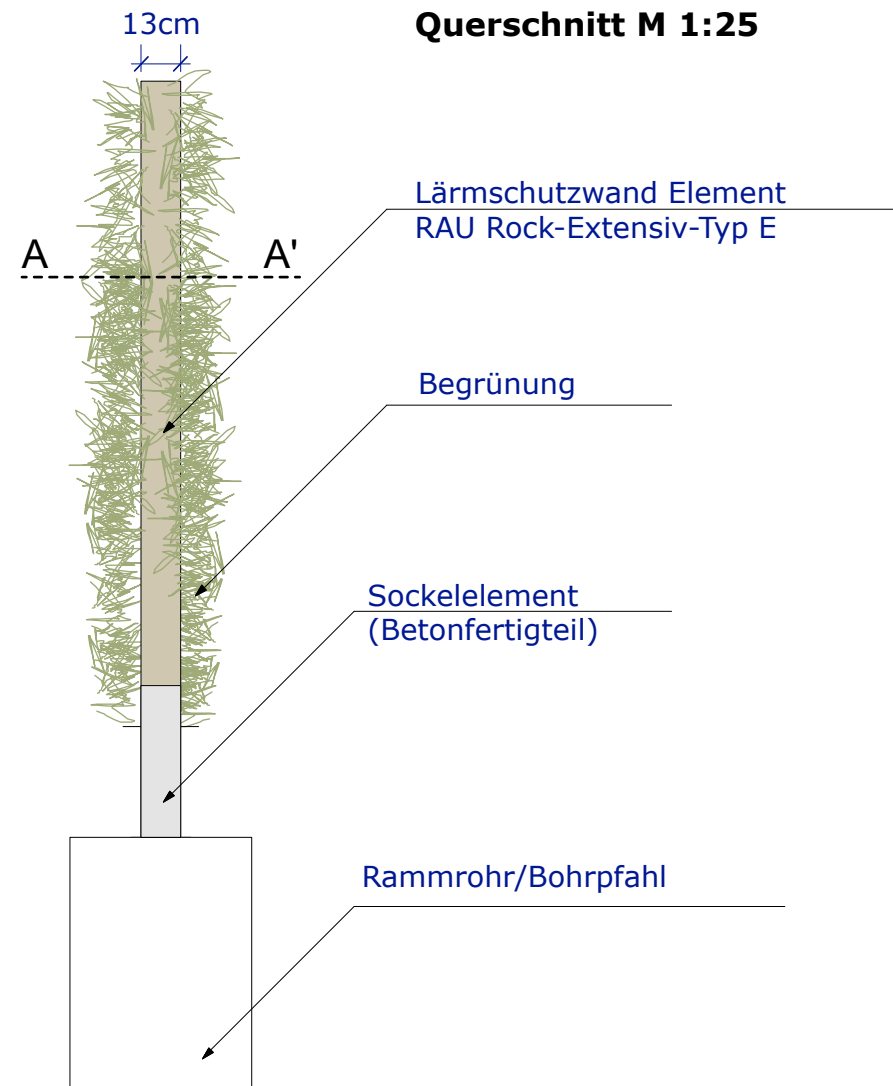 13cm
Querschnitt M 1:25
Lärmschutzwand Element
RAU Rock-Extensiv-Typ E
A
A'
Begrünung
Sockelelement
(Betonfertigteil)
Rammrohr/Bohrpfahl